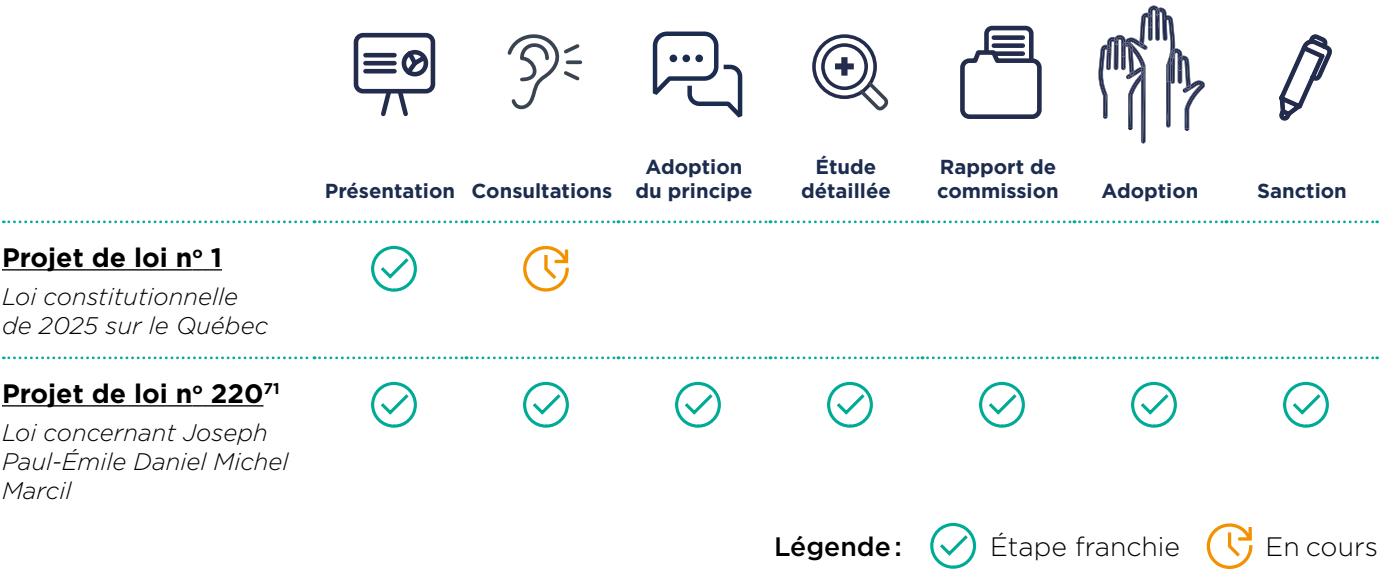 Présentation
Consultations
Adoption
du principe
Étude
détaillée
Rapport de
commission
Adoption
Sanction
Projet de loi nᵒ 1
Loi constitutionnelle
de 2025 sur le Québec
Projet de loi nᵒ 220⁷¹
Loi concernant Joseph
Paul-Émile Daniel Michel
Marcil
Légende : Étape franchie En cours